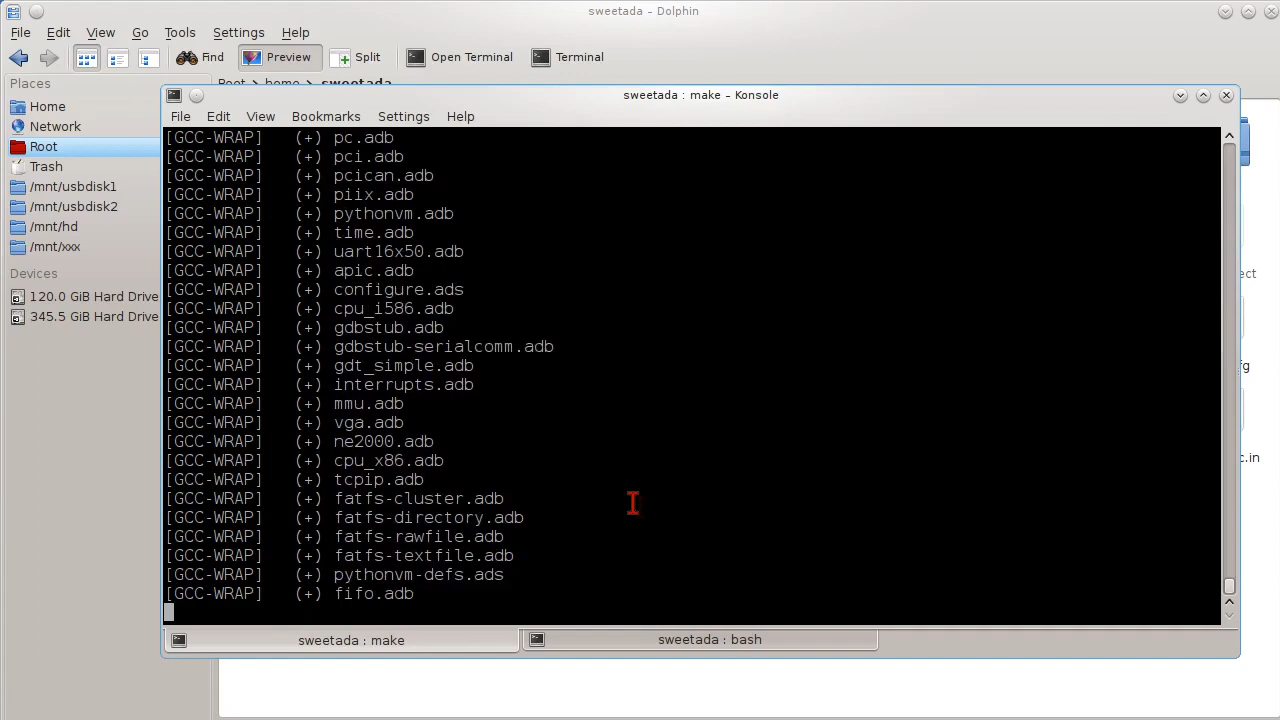 sweetada – Dolphin
File Edit View Go Tools Settings Help
Find Preview Split Open Terminal Terminal
Places
Home
Network
Root
Trash
/mnt/usbdisk1
/mnt/usbdisk2
/mnt/hd
/mnt/xxx
Devices
120.0 GiB Hard Drive
345.5 GiB Hard Drive
Root > home > sweetada
sweetada : make – Konsole
File Edit View Bookmarks Settings Help
[GCC-WRAP] (+) pc.adb
[GCC-WRAP] (+) pci.adb
[GCC-WRAP] (+) pcican.adb
[GCC-WRAP] (+) piix.adb
[GCC-WRAP] (+) pythonvm.adb
[GCC-WRAP] (+) time.adb
[GCC-WRAP] (+) uart16x50.adb
[GCC-WRAP] (+) apic.adb
[GCC-WRAP] (+) configure.ads
[GCC-WRAP] (+) cpu_i586.adb
[GCC-WRAP] (+) gdbstub.adb
[GCC-WRAP] (+) gdbstub-serialcomm.adb
[GCC-WRAP] (+) gdt_simple.adb
[GCC-WRAP] (+) interrupts.adb
[GCC-WRAP] (+) mmu.adb
[GCC-WRAP] (+) vga.adb
[GCC-WRAP] (+) ne2000.adb
[GCC-WRAP] (+) cpu_x86.adb
[GCC-WRAP] (+) tcpip.adb
[GCC-WRAP] (+) fatfs-cluster.adb
[GCC-WRAP] (+) fatfs-directory.adb
[GCC-WRAP] (+) fatfs-rawfile.adb
[GCC-WRAP] (+) fatfs-textfile.adb
[GCC-WRAP] (+) pythonvm-defs.ads
[GCC-WRAP] (+) fifo.adb
sweetada : make
sweetada : bash
ect
fg
c.in